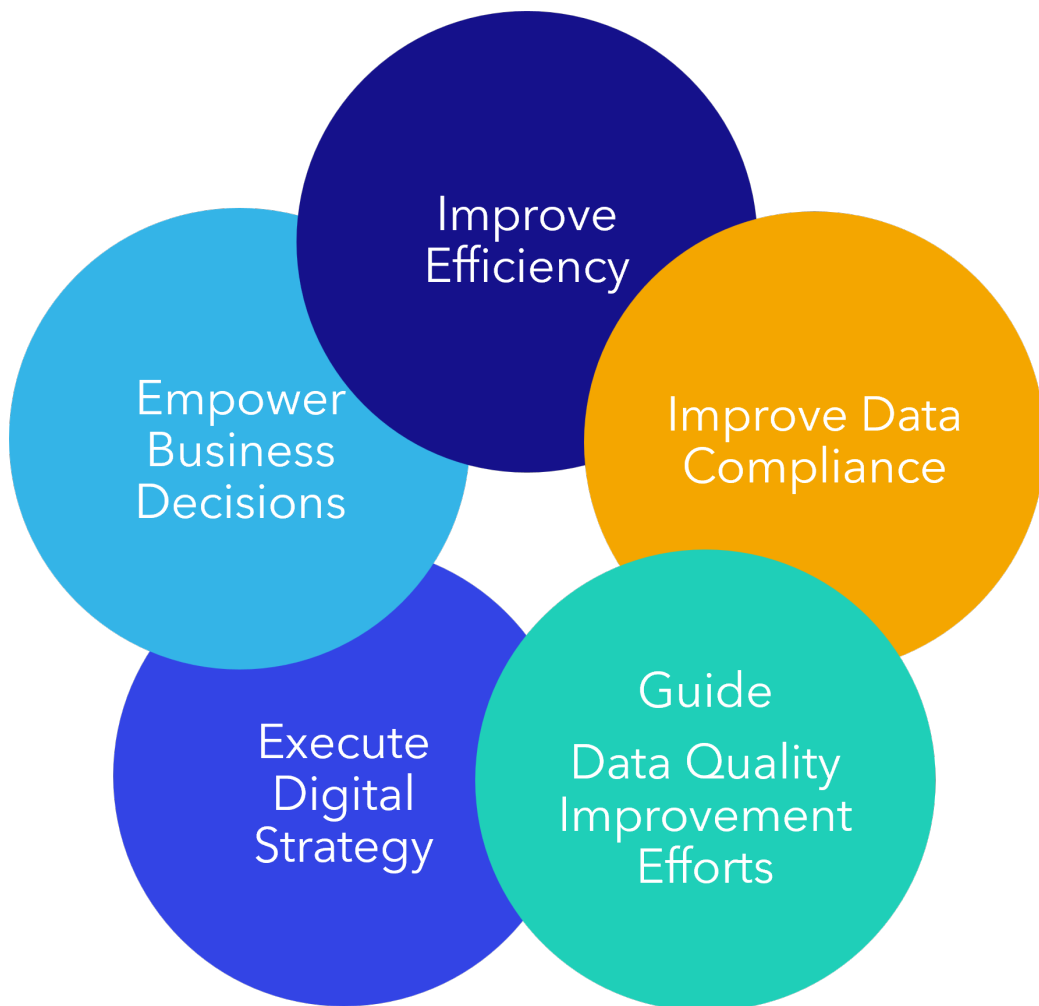 Improve
Efficiency
Improve Data
Compliance
Guide
Data Quality
Improvement
Efforts
Execute
Digital
Strategy
Empower
Business
Decisions